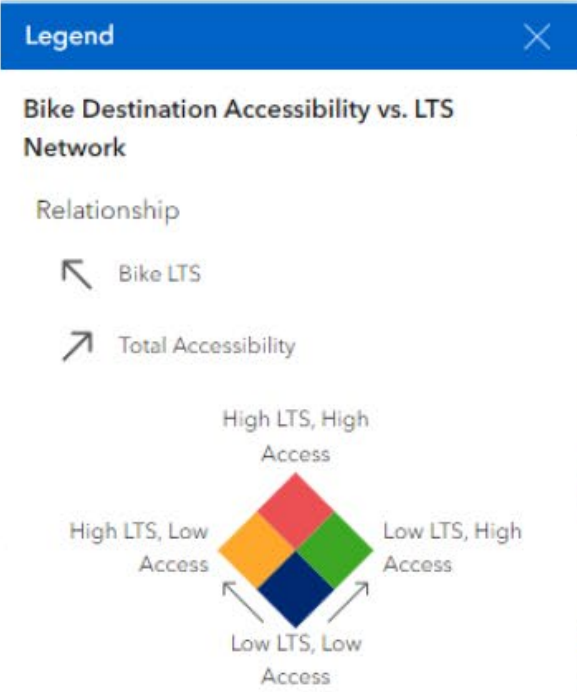 Legend
Bike Destination Accessibility vs. LTS
Network
Relationship
Bike LTS
Total Accessibility
High LTS, High
Access
High LTS, Low
Access
Low LTS, High
Access
Low LTS, Low
Access